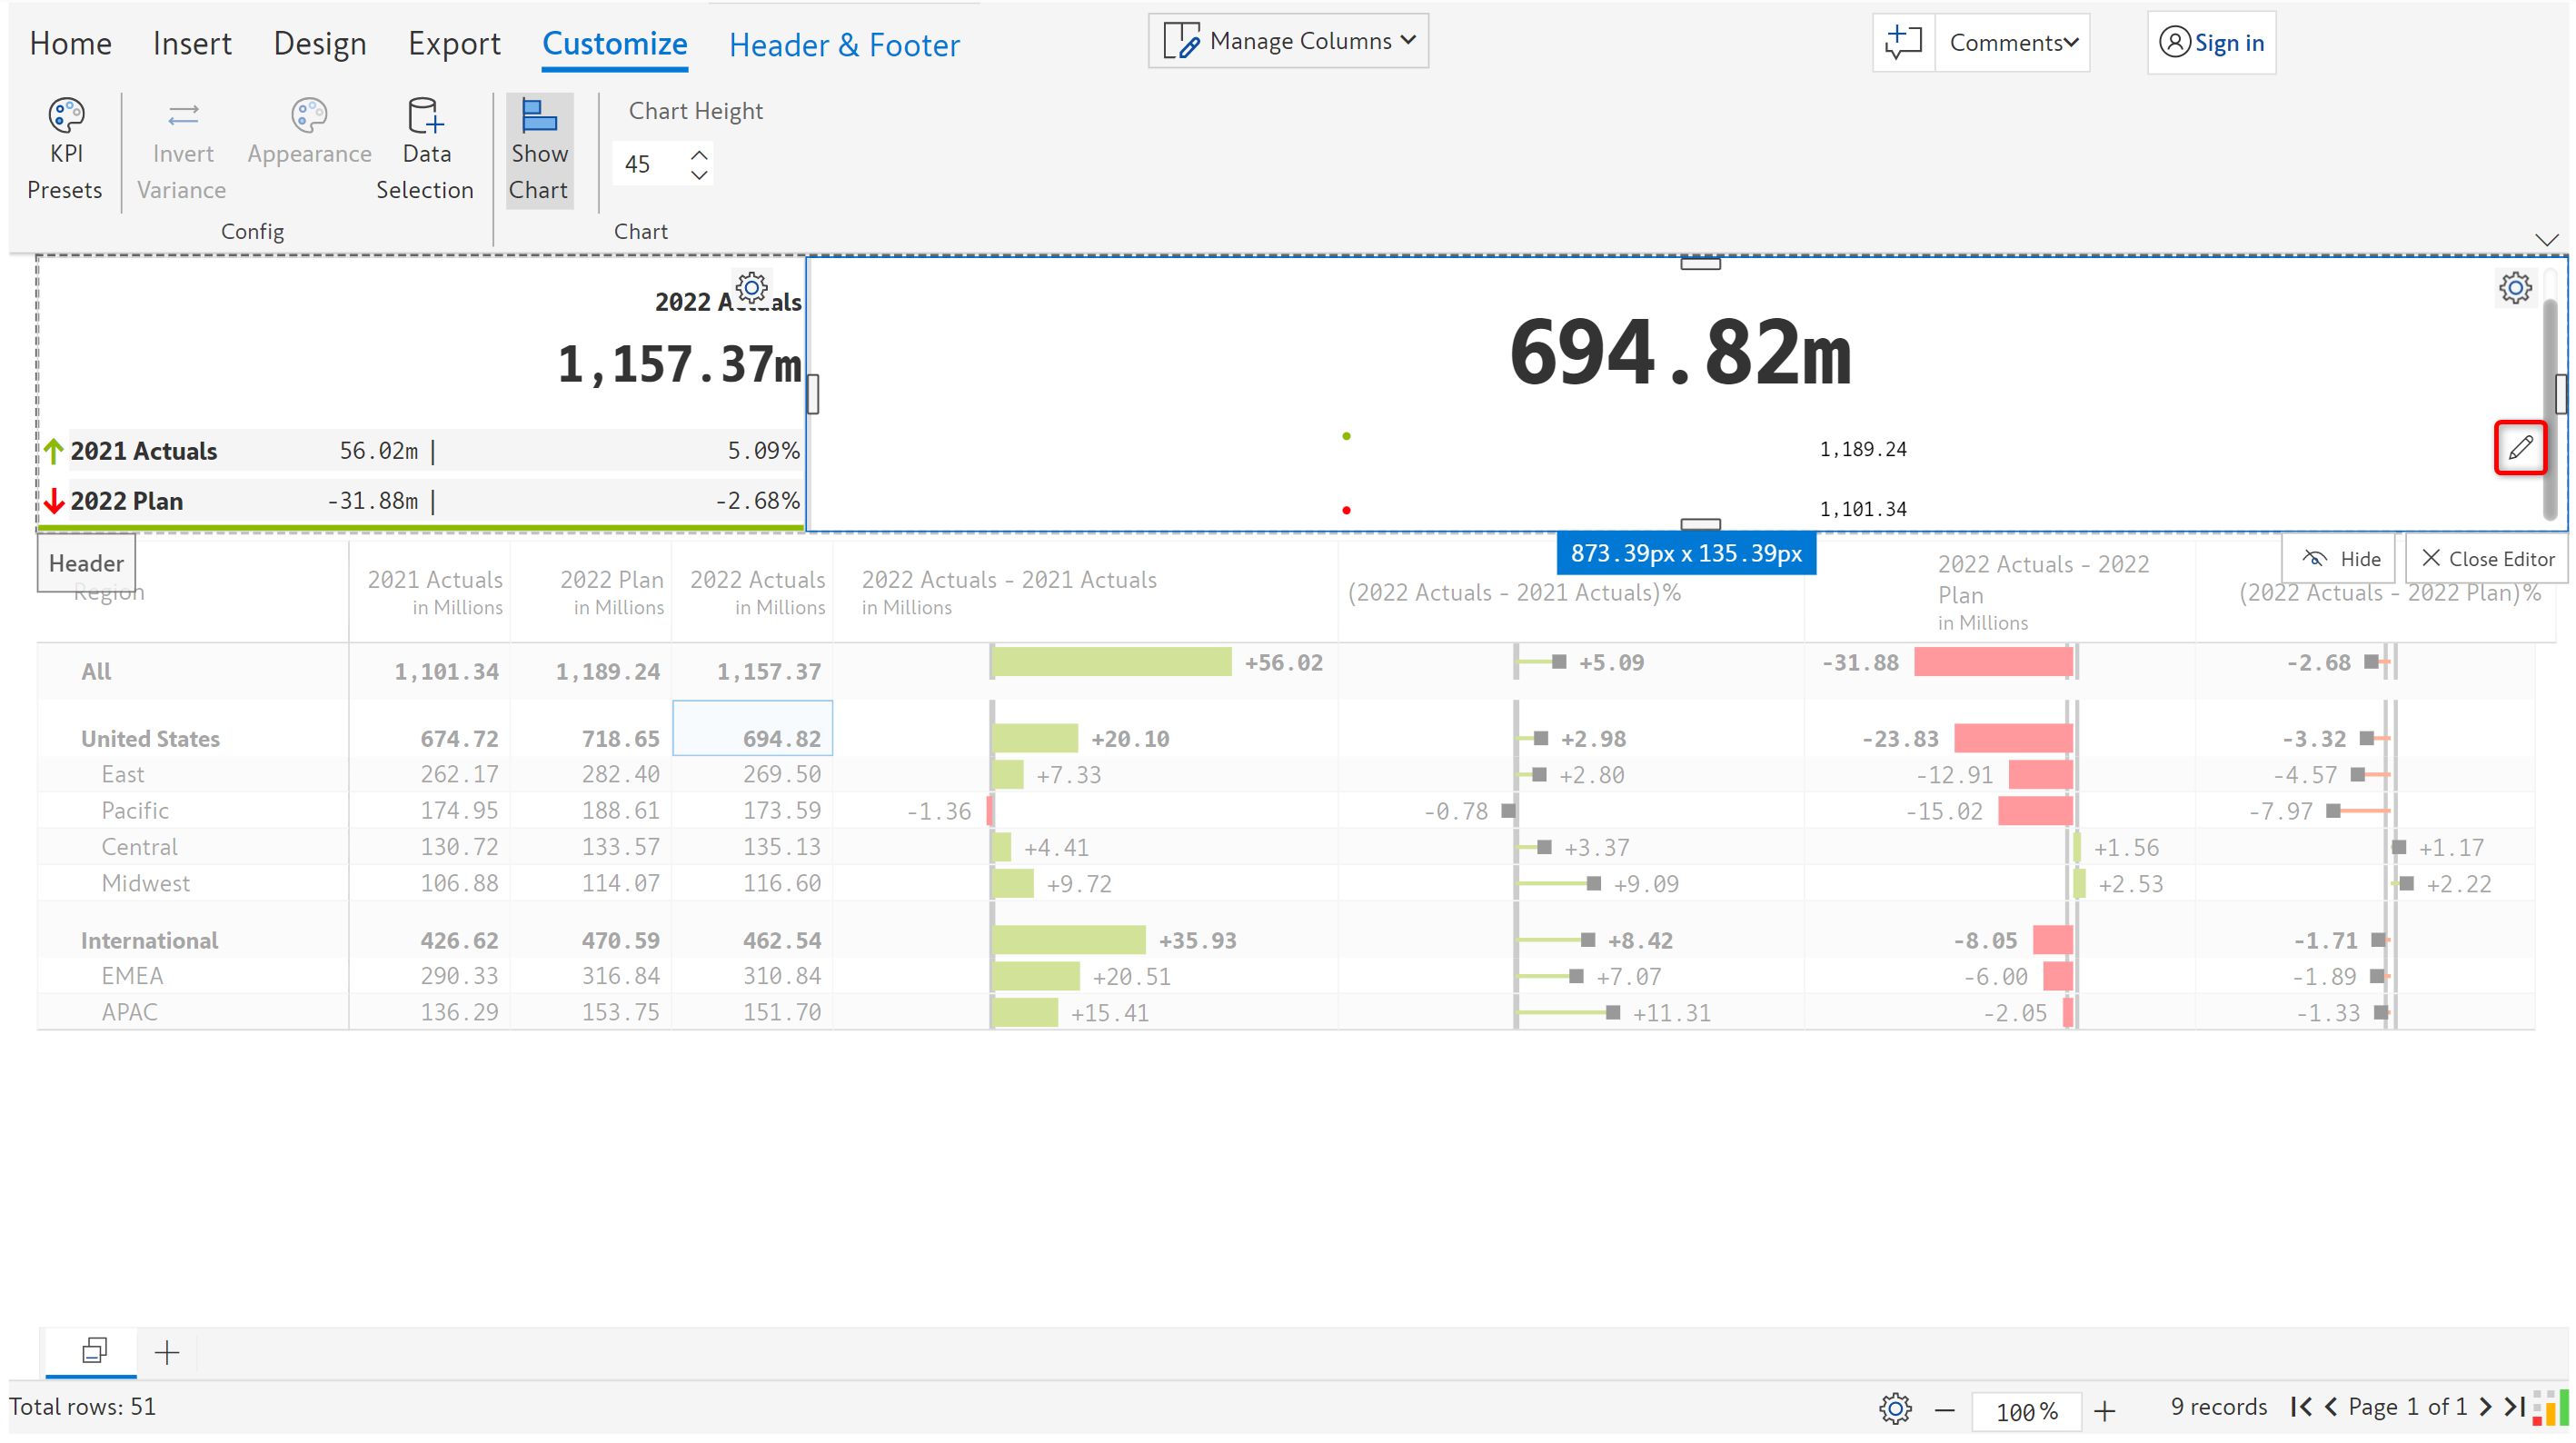 Home Insert Design Export Customize Header & Footer Manage Columns Comments Sign in
KPI Presets Invert Variance Appearance Data Selection Show Chart Chart Height
45
Config Chart
2022 Actuals
1,157.37m
2021 Actuals 56.02m | 5.09%
2022 Plan -31.88m | -2.68%
694.82m
1,189.24
1,101.34
873.39px x 135.39px
Header
Hide Close Editor
Region
2021 Actuals in Millions
2022 Plan in Millions
2022 Actuals in Millions
2022 Actuals - 2021 Actuals in Millions
(2022 Actuals - 2021 Actuals)%
2022 Actuals - 2022 Plan in Millions
(2022 Actuals - 2022 Plan)%
All 1,101.34 1,189.24 1,157.37 +56.02 +5.09 -31.88 -2.68
United States 674.72 718.65 694.82 +20.10 +2.98 -23.83 -3.32
East 262.17 282.40 269.50 +7.33 +2.80 -12.91 -4.57
Pacific 174.95 188.61 173.59 -1.36 -0.78 -15.02 -7.97
Central 130.72 133.57 135.13 +4.41 +3.37 +1.56 +1.17
Midwest 106.88 114.07 116.60 +9.72 +9.09 +2.53 +2.22
International 426.62 470.59 462.54 +35.93 +8.42 -8.05 -1.71
EMEA 290.33 316.84 310.84 +20.51 +7.07 -6.00 -1.89
APAC 136.29 153.75 151.70 +15.41 +11.31 -2.05 -1.33
Total rows: 51 100% 9 records Page 1 of 1